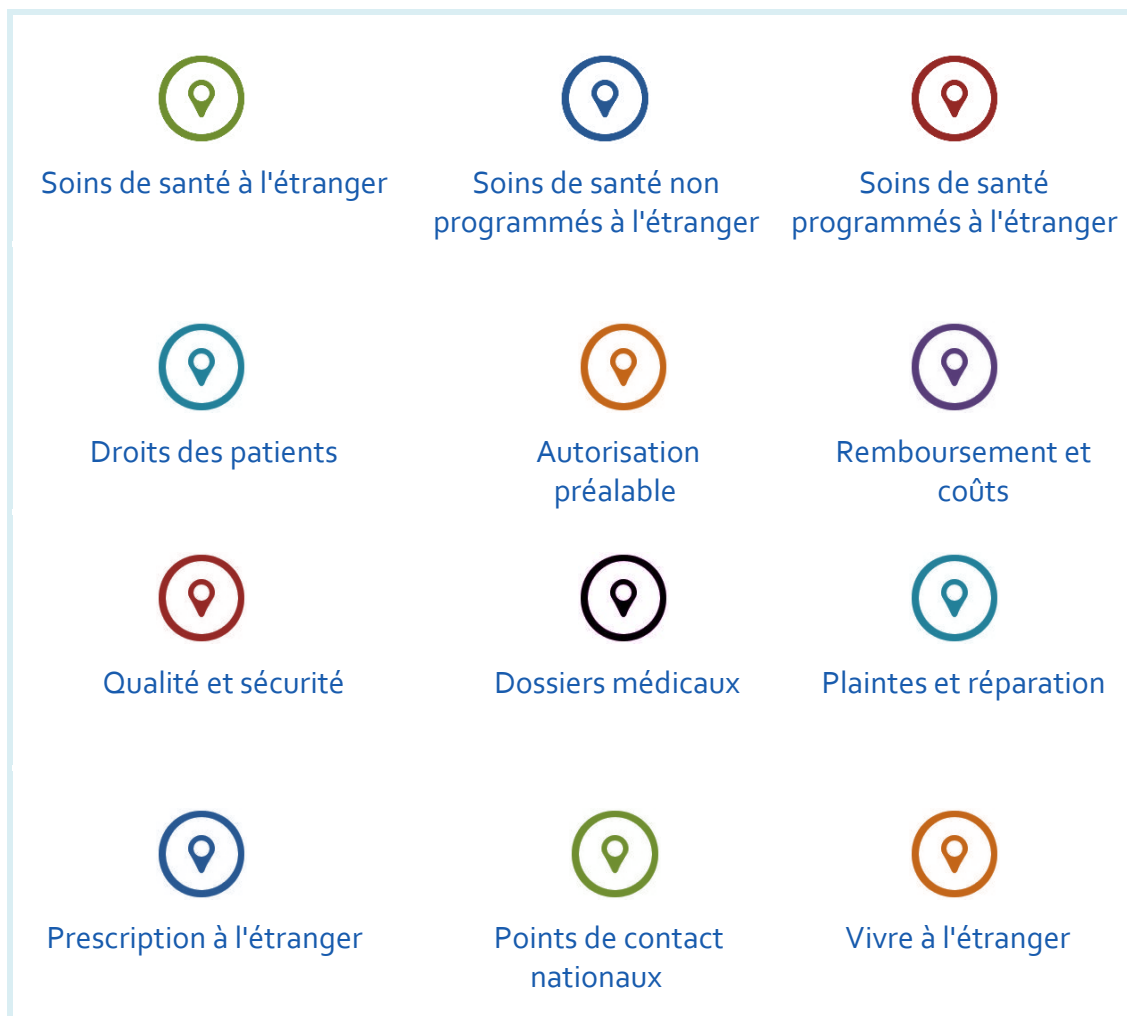 Soins de santé à l'étranger
Soins de santé non
programmés à l'étranger
Soins de santé
programmés à l'étranger
Droits des patients
Autorisation
préalable
Remboursement et
coûts
Qualité et sécurité
Dossiers médicaux
Plaintes et réparation
Prescription à l'étranger
Points de contact
nationaux
Vivre à l'étranger